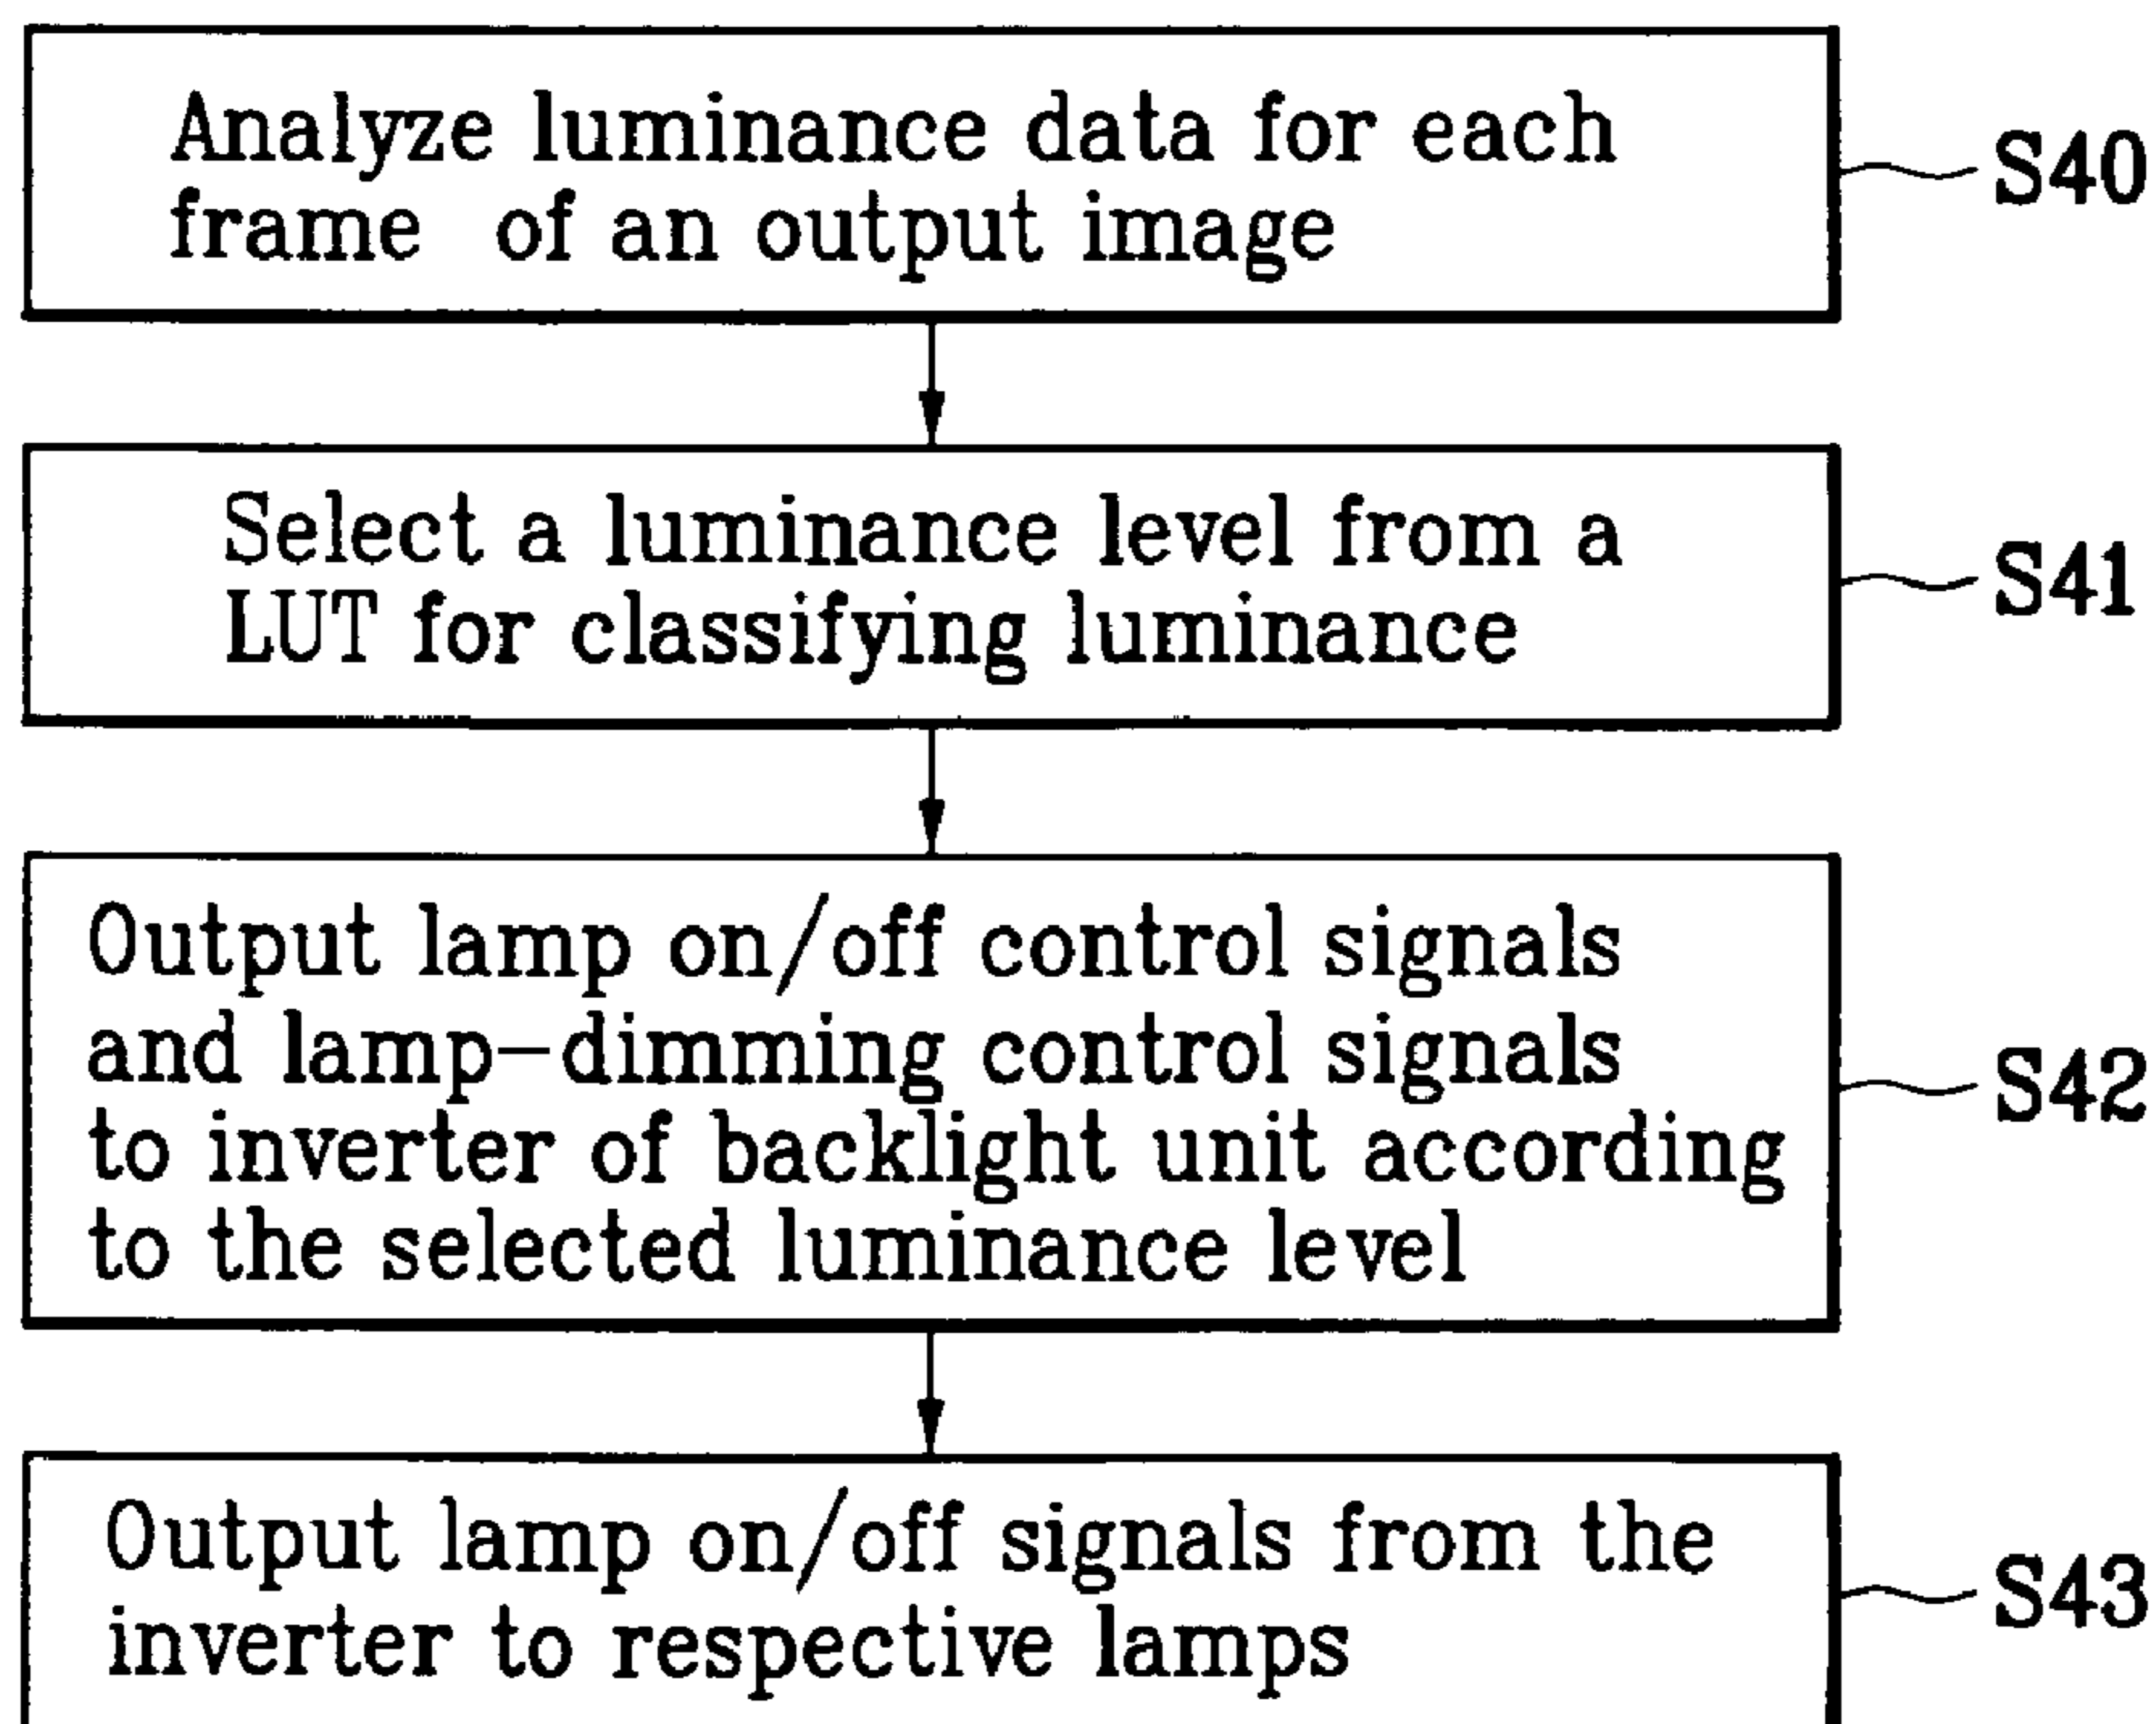 Analyze luminance data for each
frame of an output image
S40
Select a luminance level from a
LUT for classifying luminance
S41
Output lamp on/off control signals
and lamp-dimming control signals
to inverter of backlight unit according
to the selected luminance level
S42
Output lamp on/off signals from the
inverter to respective lamps
S43